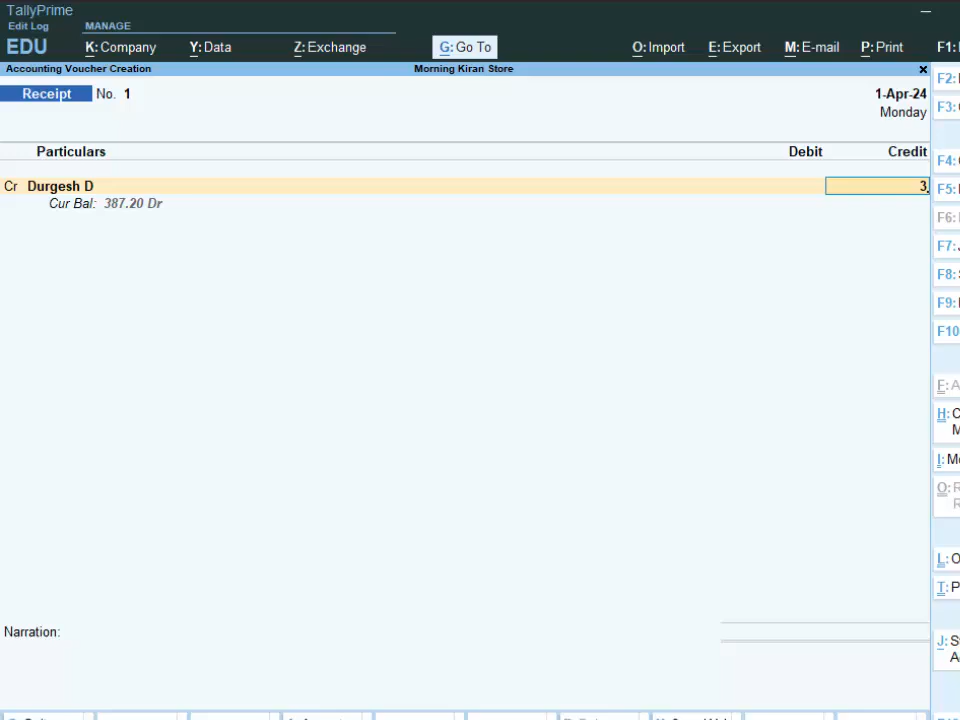 TallyPrime
Edit Log
MANAGE
EDU
K: Company
Y: Data
Z: Exchange
G: Go To
O: Import
E: Export
M: E-mail
P: Print
F1:
Accounting Voucher Creation
Morning Kiran Store
F2:
Receipt No. 1
1-Apr-24
F3:
Monday
Particulars
Debit
Credit
F4:
Cr Durgesh D
3
F5:
Cur Bal: 387.20 Dr
F6:
F7:
F8:
F9:
F10
F: A
H: C
M
I: M
O: R
R
L: O
T: P
Narration:
J: S
A